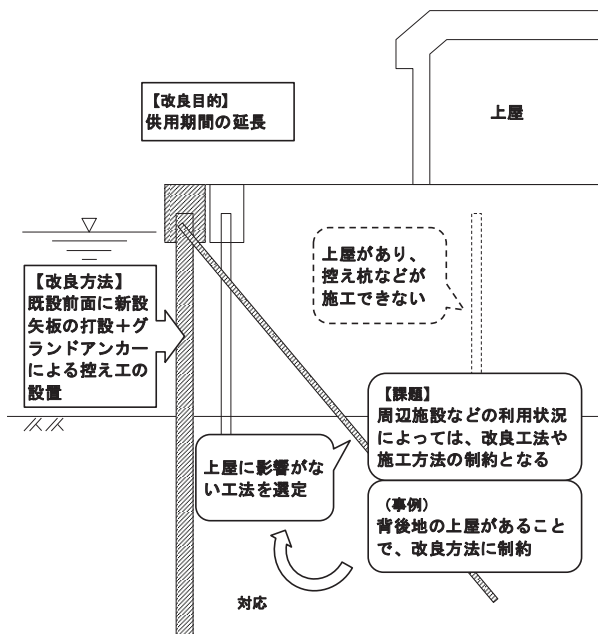 【改良目的】
供用期間の延長
上屋
上屋があり、
控え杭などが
施工できない
【改良方法】
既設前面に新設
矢板の打設＋グ
ランドアンカー
による控え工の
設置
【課題】
周辺施設などの利用状況
によっては、改良工法や
施工方法の制約となる
上屋に影響がな
い工法を選定
（事例）
背後地の上屋があること
で、改良方法に制約
対応